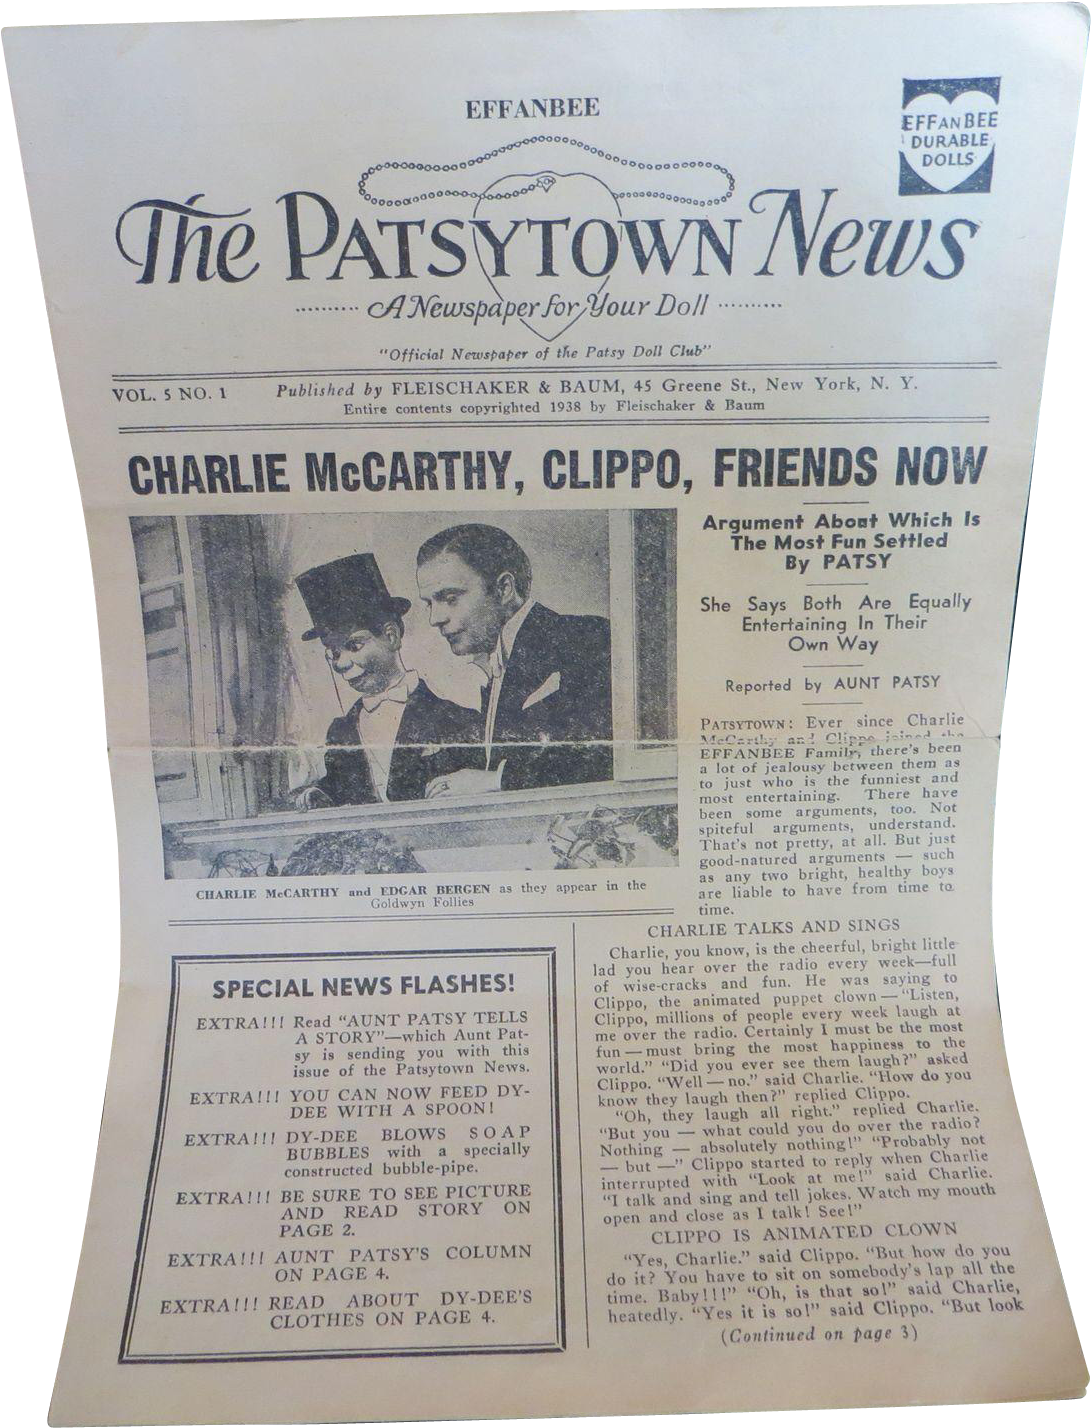 EFFANBEE
EFFANBEE
DURABLE
DOLLS
The PATSYTOWN News
A Newspaper for Your Doll
"Official Newspaper of the Patsy Doll Club"
VOL. 5 NO. 1 Published by FLEISCHAKER & BAUM, 45 Greene St., New York, N. Y.
Entire contents copyrighted 1938 by Fleischaker & Baum
CHARLIE McCARTHY, CLIPPO, FRIENDS NOW
CHARLIE McCARTHY and EDGAR BERGEN as they appear in the
Goldwyn Follies
Argument About Which Is
The Most Fun Settled
By PATSY
She Says Both Are Equally
Entertaining In Their
Own Way
Reported by AUNT PATSY
PATSYTOWN: Ever since Charlie
McCarthy and Clippo joined the
EFFANBEE Family, there's been
a lot of jealousy between them as
to just who is the funniest and
most entertaining. There have
been some arguments, too. Not
spiteful arguments, understand.
That's not pretty, at all. But just
good-natured arguments — such
as any two bright, healthy boys
are liable to have from time to
time.
SPECIAL NEWS FLASHES!
EXTRA!!! Read "AUNT PATSY TELLS
A STORY"—which Aunt Pat-
sy is sending you with this
issue of the Patsytown News.
EXTRA!!! YOU CAN NOW FEED DY-
DEE WITH A SPOON!
EXTRA!!! DY-DEE BLOWS SOAP
BUBBLES with a specially
constructed bubble-pipe.
EXTRA!!! BE SURE TO SEE PICTURE
AND READ STORY ON
PAGE 2.
EXTRA!!! AUNT PATSY'S COLUMN
ON PAGE 4.
EXTRA!!! READ ABOUT DY-DEE'S
CLOTHES ON PAGE 4.
CHARLIE TALKS AND SINGS
Charlie, you know, is the cheerful, bright little
lad you hear over the radio every week—full
of wise-cracks and fun. He was saying to
Clippo, the animated puppet clown — "Listen,
Clippo, millions of people every week laugh at
me over the radio. Certainly I must be the most
fun — must bring the most happiness to the
world." "Did you ever see them laugh?" asked
Clippo. "Well — no." said Charlie. "How do you
know they laugh then?" replied Clippo.
"Oh, they laugh all right." replied Charlie.
"But you — what could you do over the radio?
Nothing — absolutely nothing!" "Probably not
— but —" Clippo started to reply when Charlie
interrupted with "Look at me!" said Charlie.
"I talk and sing and tell jokes. Watch my mouth
open and close as I talk! See!"
CLIPPO IS ANIMATED CLOWN
"Yes, Charlie." said Clippo. "But how do you
do it? You have to sit on somebody's lap all the
time. Baby!!!" "Oh, is that so!" said Charlie,
heatedly. "Yes it is so!" said Clippo. "But look
(Continued on page 3)